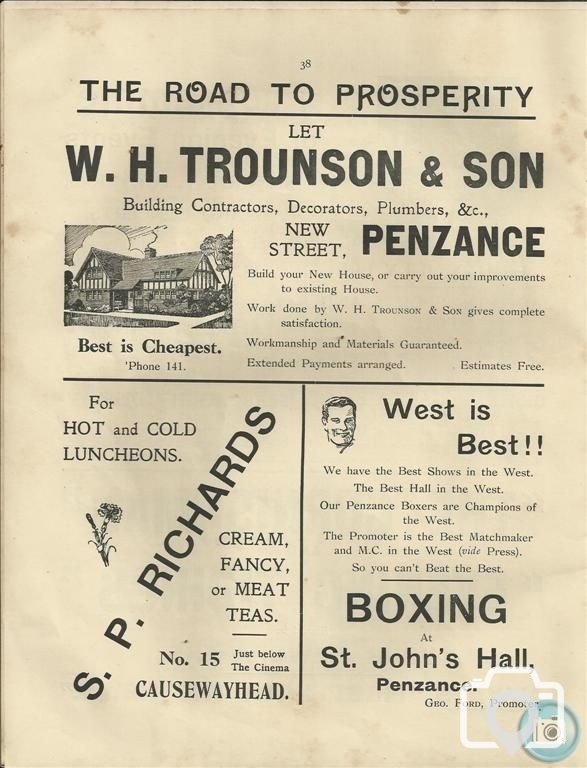 38
THE ROAD TO PROSPERITY
LET
W. H. TROUNSON & SON
Building Contractors, Decorators, Plumbers, &c.,
NEW
STREET, PENZANCE
Build your New House, or carry out your improvements
to existing House.
Work done by W. H. TROUNSON & SON gives complete
satisfaction.
Best is Cheapest.
'Phone 141.
Workmanship and Materials Guaranteed.
Extended Payments arranged. Estimates Free.
For
HOT and COLD
LUNCHEONS.
S. P. RICHARDS
CREAM,
FANCY,
or MEAT
TEAS.
No. 15 Just below
The Cinema
CAUSEWAYHEAD.
West is
Best!!
We have the Best Shows in the West.
The Best Hall in the West.
Our Penzance Boxers are Champions of
the West.
The Promoter is the Best Matchmaker
and M.C. in the West (vide Press).
So you can't Beat the Best.
BOXING
At
St. John's Hall,
Penzance.
GEO. FORD, Promoter.